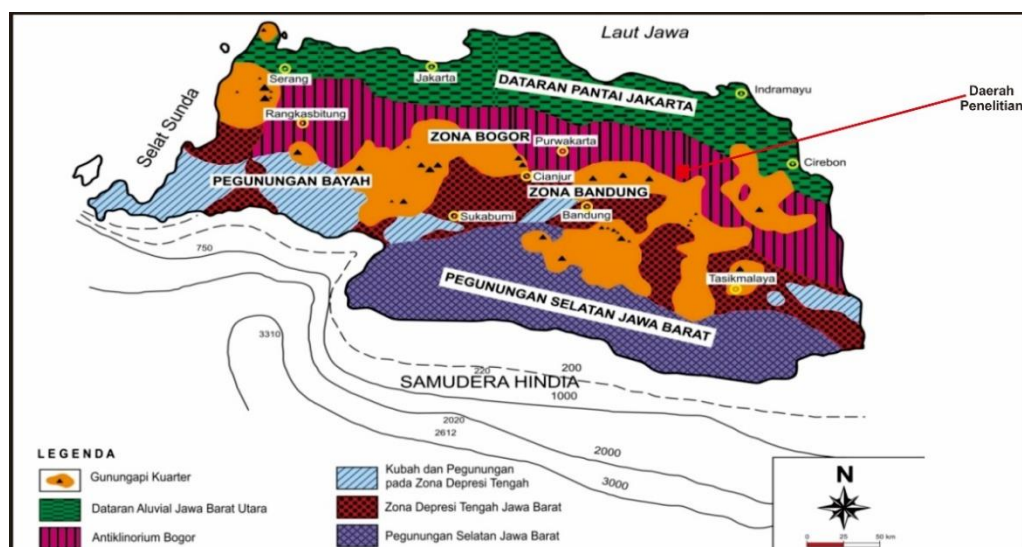 Laut Jawa
Daerah
Penelitian
Selat Sunda
Serang
Jakarta
DATARAN PANTAI JAKARTA
Indramayu
Rangkasbitung
ZONA BOGOR
Purwakarta
Cirebon
PEGUNUNGAN BAYAH
Cianjur
ZONA BANDUNG
Sukabumi
Bandung
750
Tasikmalaya
PEGUNUNGAN SELATAN JAWA BARAT
3310
220
200
SAMUDERA HINDIA
1000
2020
2612
2000
3000
LEGENDA
Gunungapi Kuarter
Dataran Aluvial Jawa Barat Utara
Antiklinorium Bogor
Kubah dan Pegunungan
pada Zona Depresi Tengah
Zona Depresi Tengah Jawa Barat
Pegunungan Selatan Jawa Barat
N
0 25 50 km